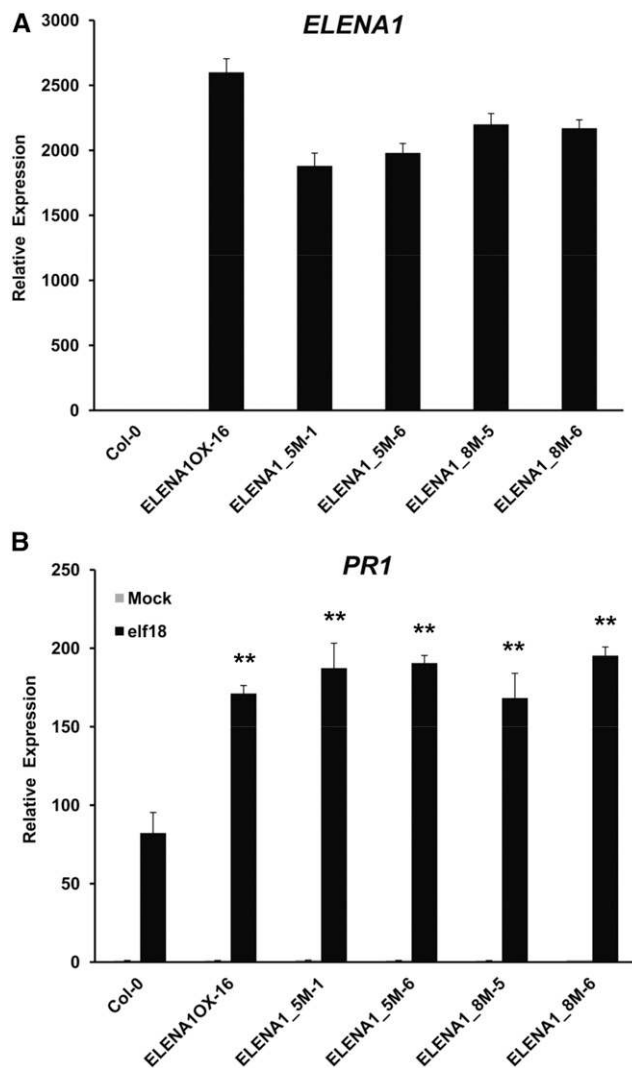 A
ELENA1
Relative Expression
3000
2500
2000
1500
1000
500
0
Col-0
ELENA1OX-16
ELENA1_5M-1
ELENA1_5M-6
ELENA1_8M-5
ELENA1_8M-6
B
PR1
Relative Expression
250
200
150
100
50
0
Mock
elf18
**
**
**
**
**
Col-0
ELENA1OX-16
ELENA1_5M-1
ELENA1_5M-6
ELENA1_8M-5
ELENA1_8M-6